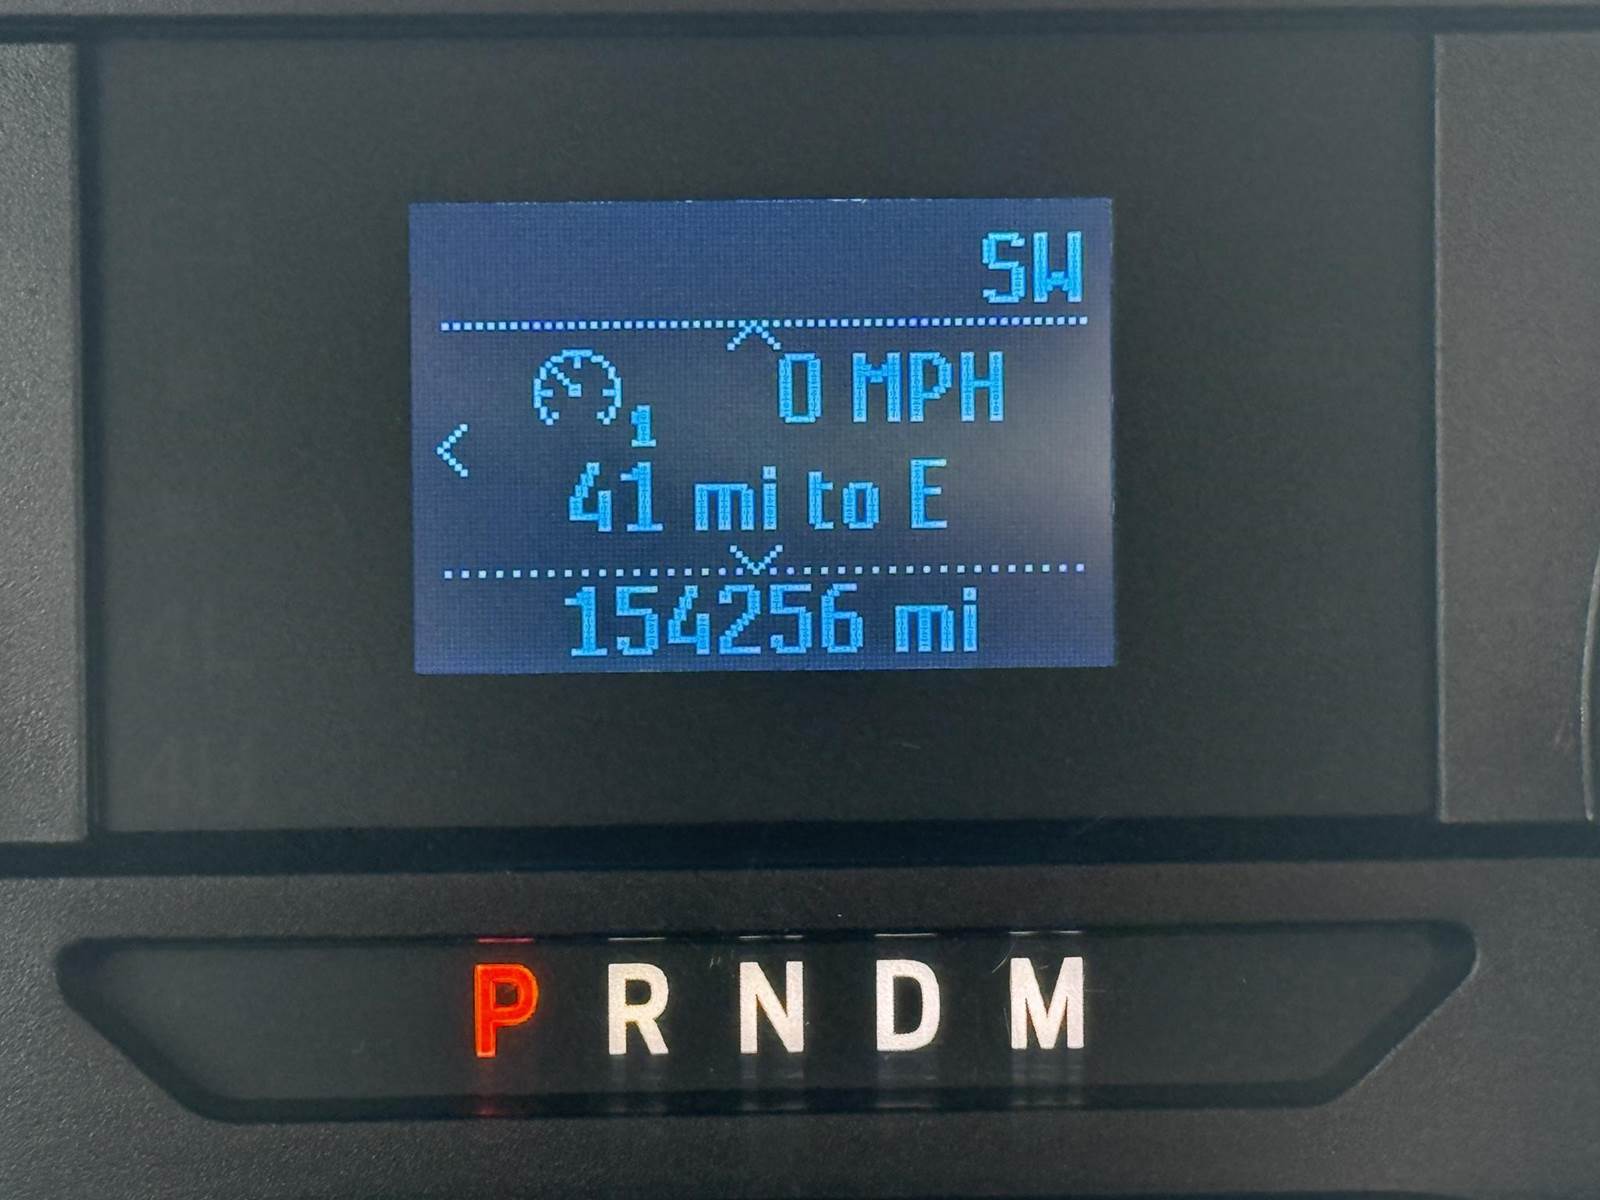 SW
1 0 MPH
41 mi to E
154256 mi
P R N D M